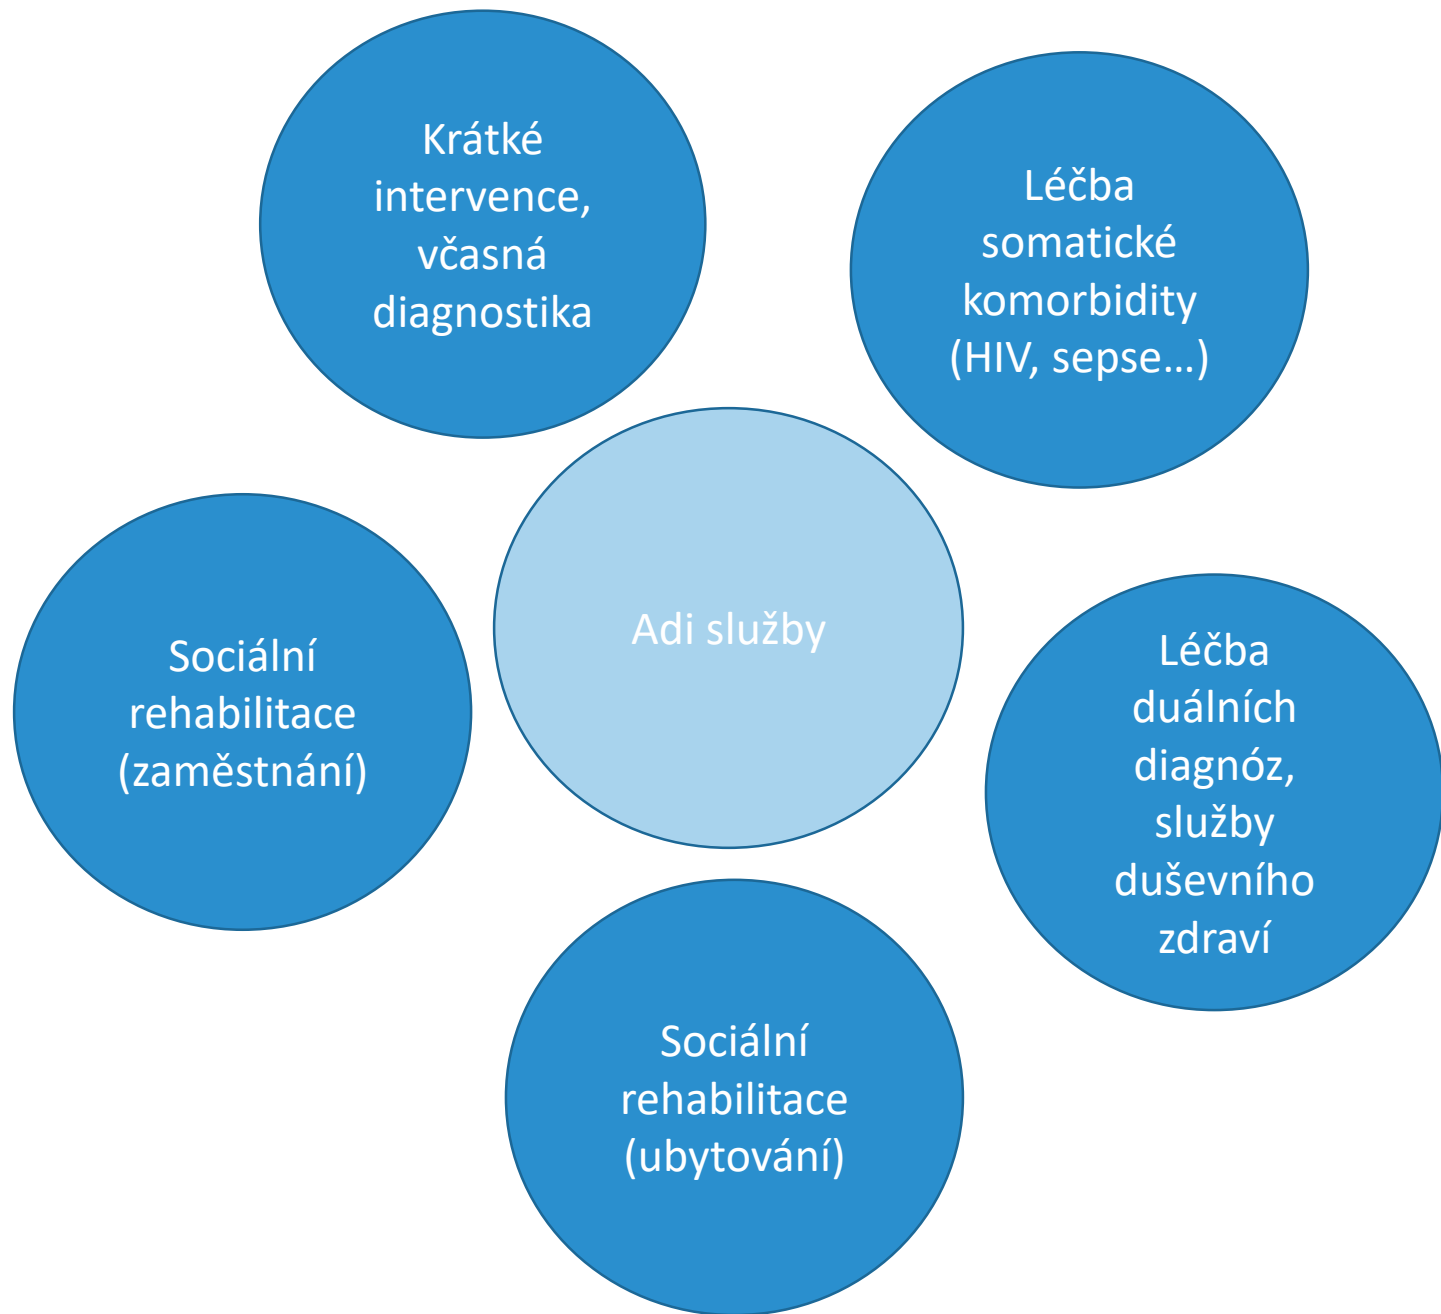 Krátké
intervence,
včasná
diagnostika
Léčba
somatické
komorbidity
(HIV, sepse…)
Adi služby
Sociální
rehabilitace
(zaměstnání)
Léčba
duálních
diagnóz,
služby
duševního
zdraví
Sociální
rehabilitace
(ubytování)